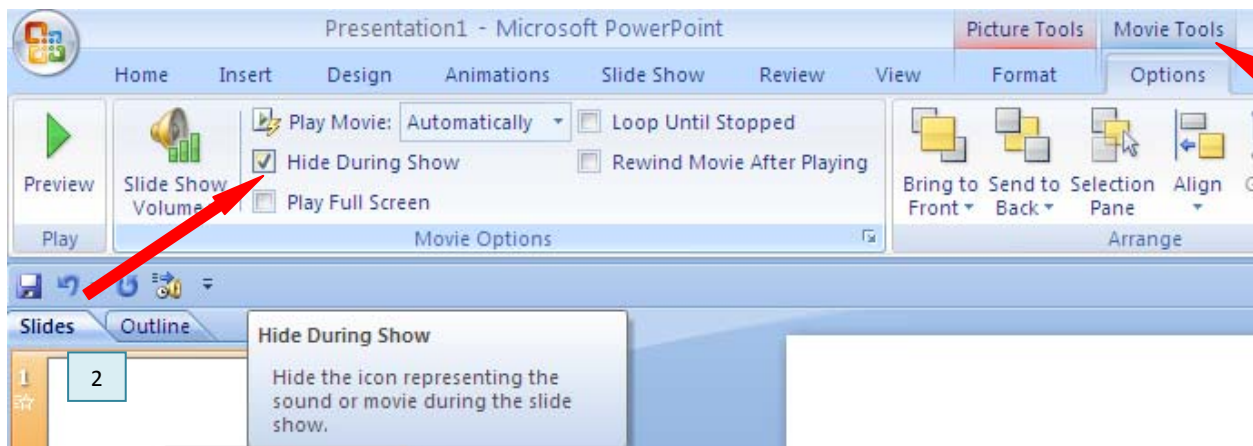 Presentation1 - Microsoft PowerPoint Picture Tools Movie Tools
Home Insert Design Animations Slide Show Review View Format Options
Play Movie: Automatically Loop Until Stopped
Hide During Show Rewind Movie After Playing
Play Full Screen
Preview Slide Show Volume Bring to Front Send to Back Selection Pane Align
Play Movie Options Arrange
Slides Outline
1
2
Hide During Show
Hide the icon representing the
sound or movie during the slide
show.